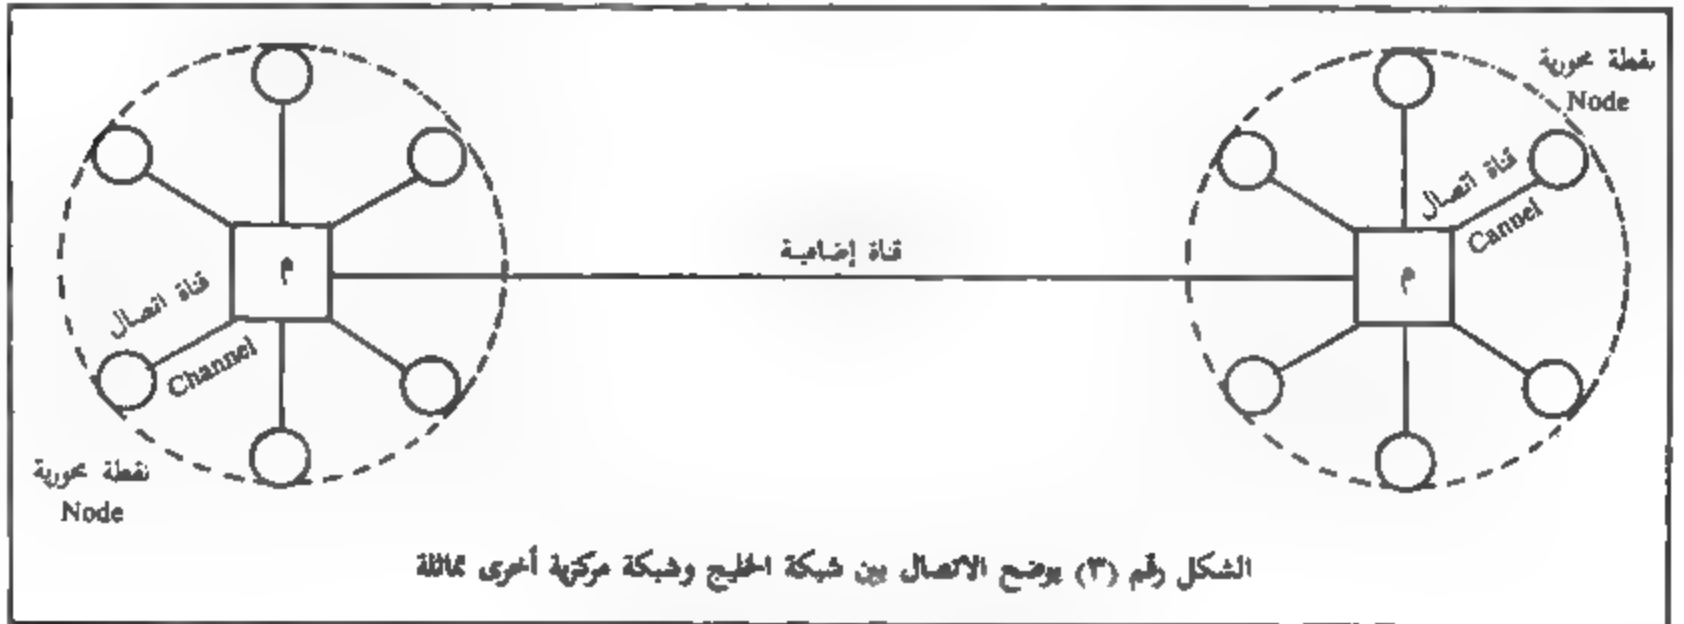 نقطة محورية
Node
قناة اتصال
Cannel
م
قناة إضافية
م
قناة اتصال
Channel
نقطة محورية
Node
الشكل رقم (٣) يوضح الاتصال بين شبكة الخليج وشبكة مركزية أخرى مماثلة